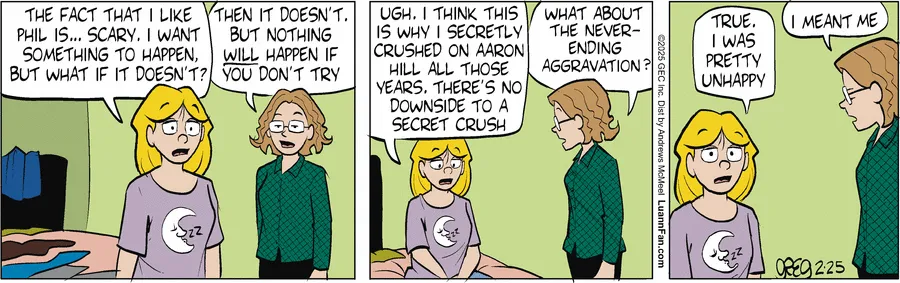 THE FACT THAT I LIKE
PHIL IS... SCARY. I WANT
SOMETHING TO HAPPEN,
BUT WHAT IF IT DOESN'T?
THEN IT DOESN'T.
BUT NOTHING
WILL HAPPEN IF
YOU DON'T TRY
zz
UGH. I THINK THIS
IS WHY I SECRETLY
CRUSHED ON AARON
HILL ALL THOSE
YEARS. THERE'S NO
DOWNSIDE TO A
SECRET CRUSH
WHAT ABOUT
THE NEVER-
ENDING
AGGRAVATION?
zz
©2025 GEC Inc. Dist by Andrews McMeel LuannFan.com
TRUE.
I WAS
PRETTY
UNHAPPY
I MEANT ME
zz
GREG 2-25